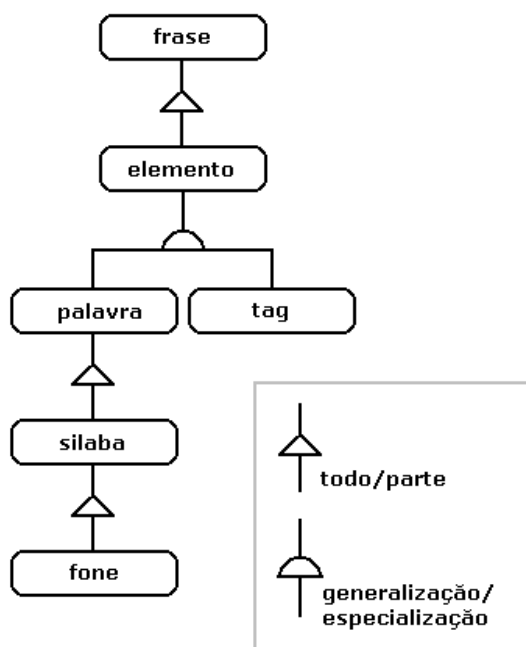 frase
elemento
palavra
tag
silaba
fone
todo/parte
generalização/
especialização